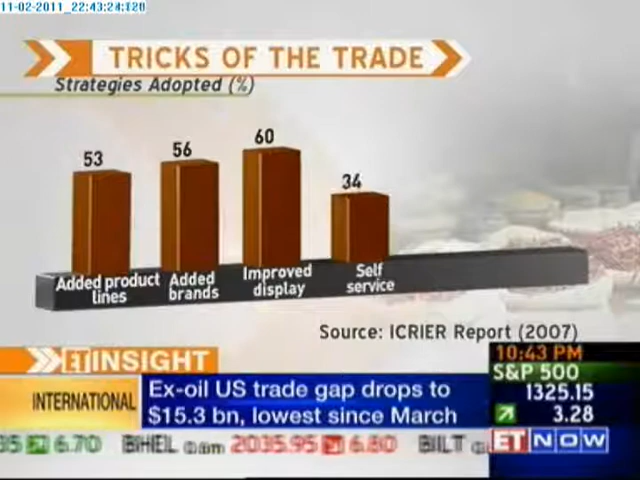 11-02-2011_22:43:24
TRICKS OF THE TRADE
Strategies Adopted (%)
53
56
60
34
Added product
lines
Added
brands
Improved
display
Self
service
Source: ICRIER Report (2007)
ET INSIGHT
10:43 PM
S&P 500
1325.15
3.28
INTERNATIONAL
Ex-oil US trade gap drops to
$15.3 bn, lowest since March
ET NOW
6.70 BHEL 2035.95 6.80 BILT